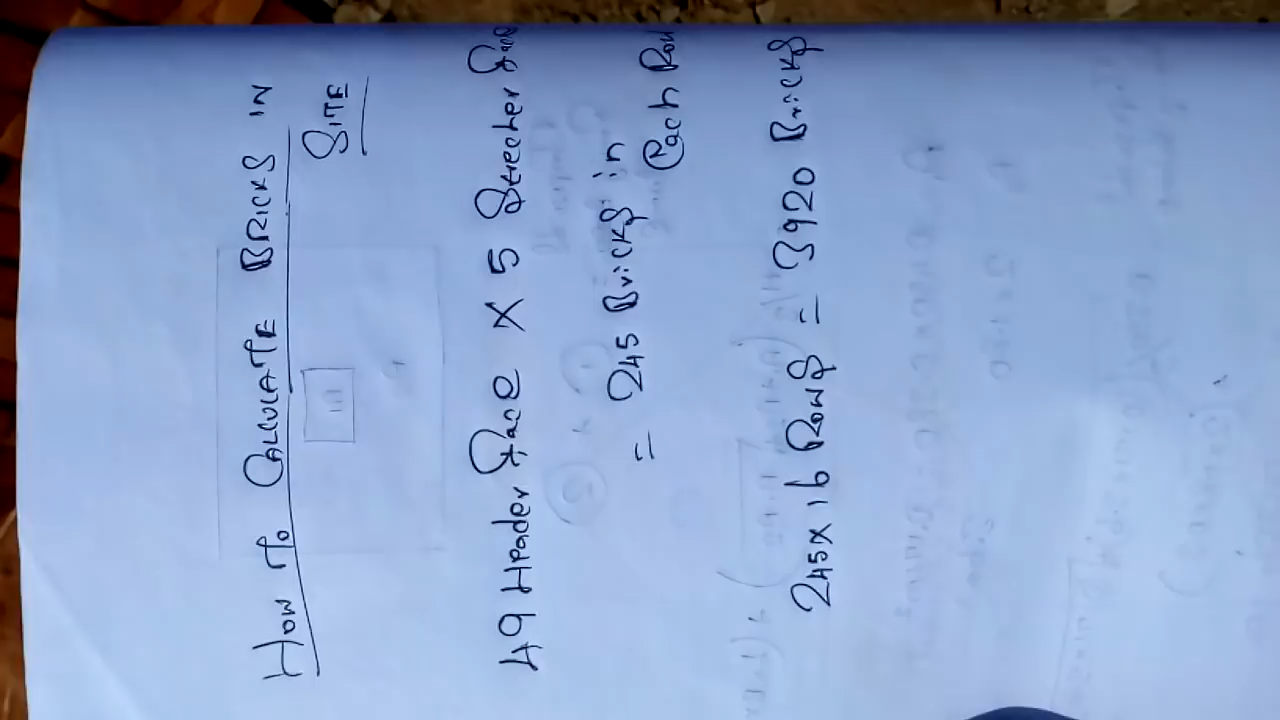 HOW TO CALCULATE BRICKS IN
SITE
49 Header Face X 5 Strecher Face
= 245 Bricks in
Each Row
245 x 16 Rows = 3920 Bricks